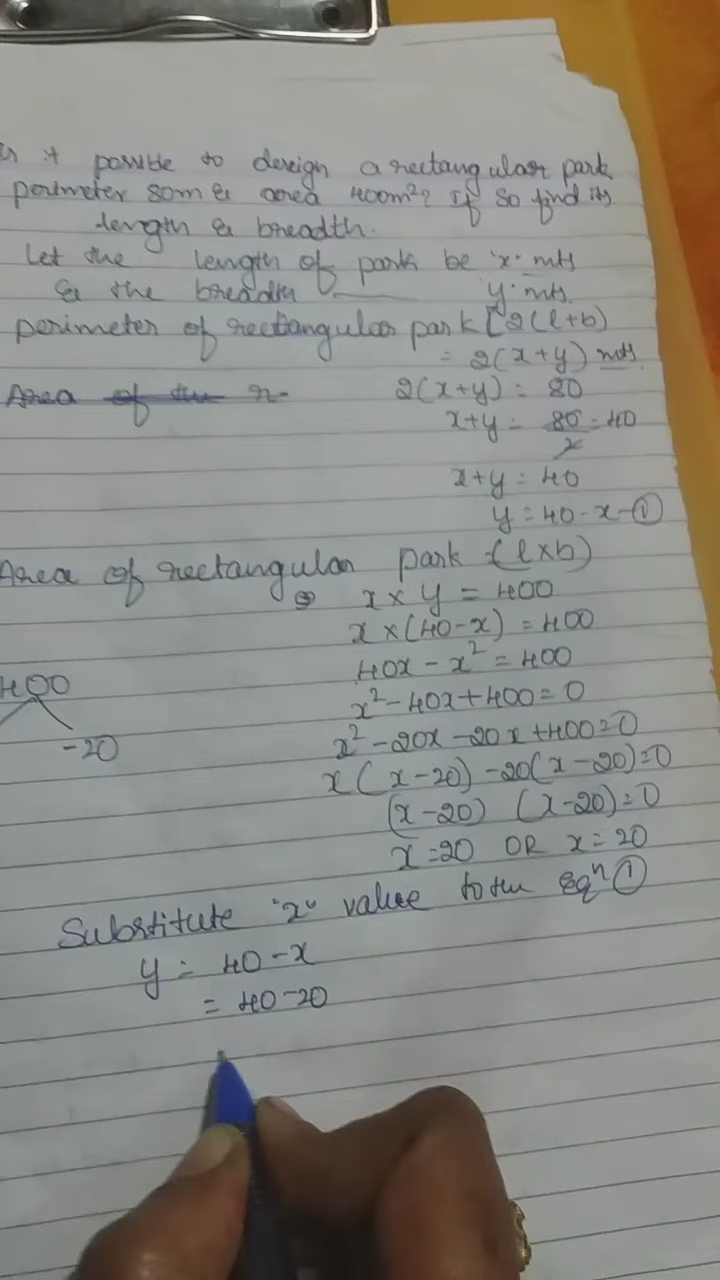 it possible to design a rectangular park
perimeter 80m & area 400m²? if so find its
length & breadth.
Let the length of park be 'x' mts
& the breadth ——— y mts.
perimeter of rectangular park [2(l+b)
= 2(x+y) mts.
Area of the
2(x+y) = 80
x+y = 80/2 = 40
x+y = 40
y = 40-x-①
Area of rectangular park (l×b)
x × y = 400
x × (40-x) = 400
40x - x² = 400
400
x² - 40x + 400 = 0
-20
x² - 20x - 20x + 400 = 0
x(x-20) -20(x-20)=0
(x-20) (x-20)=0
x=20 OR x=20
Substitute "x" value to the eqⁿ ①
y = 40-x
= 40-20